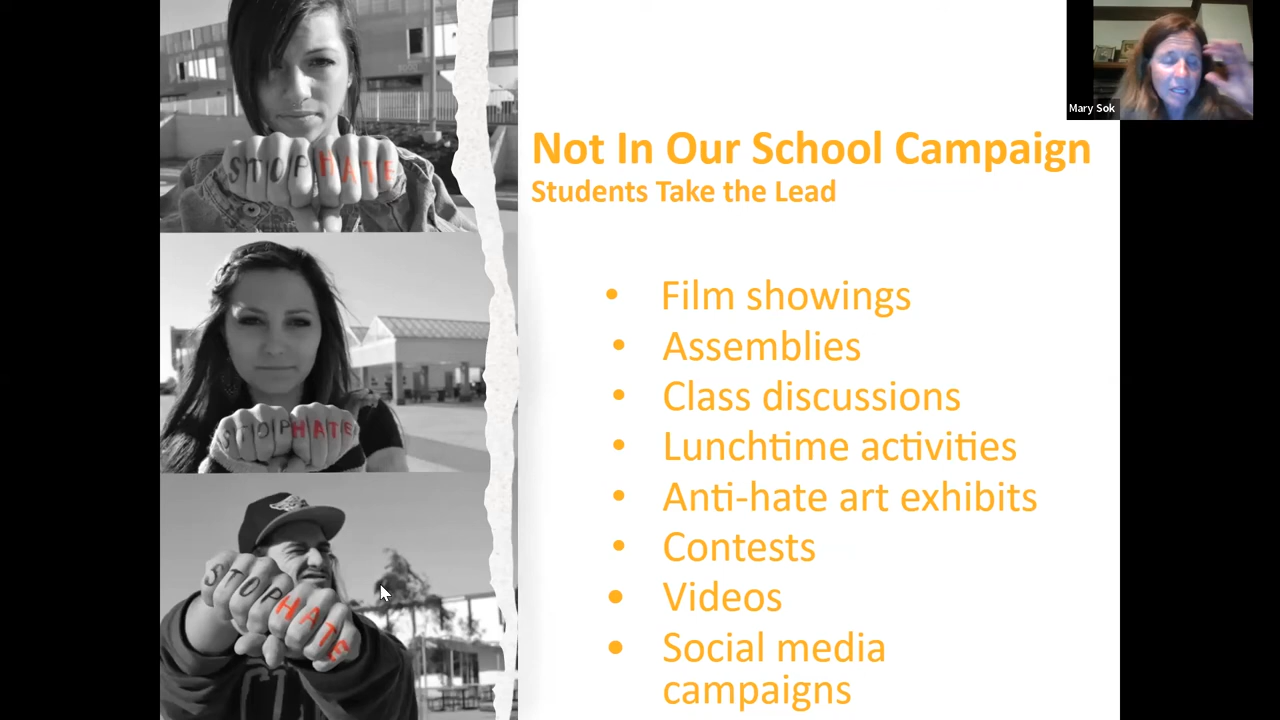 STOP HATE
STOP HATE
STOP HATE
Mary Sok
Not In Our School Campaign
Students Take the Lead
• Film showings
• Assemblies
• Class discussions
• Lunchtime activities
• Anti-hate art exhibits
• Contests
• Videos
• Social media
campaigns